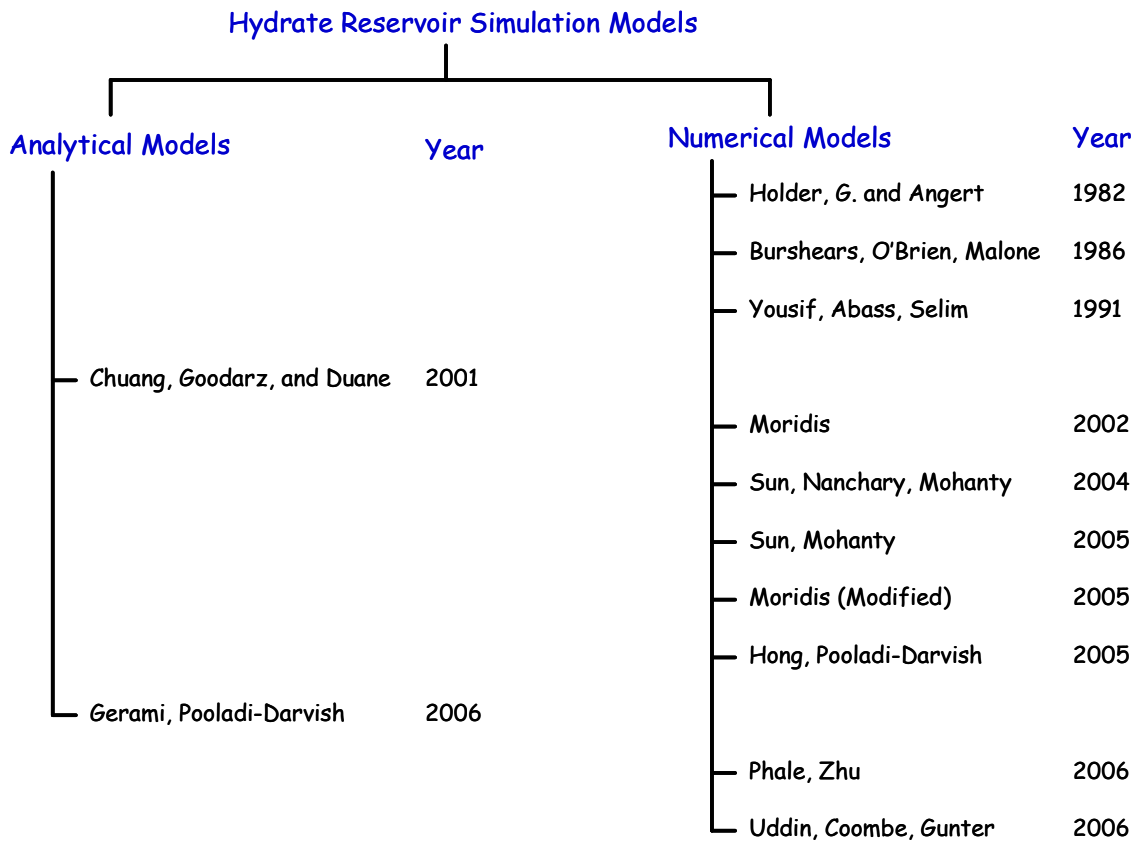 Hydrate Reservoir Simulation Models
Analytical Models Year
Chuang, Goodarz, and Duane 2001
Gerami, Pooladi-Darvish 2006
Numerical Models Year
Holder, G. and Angert 1982
Burshears, O'Brien, Malone 1986
Yousif, Abass, Selim 1991
Moridis 2002
Sun, Nanchary, Mohanty 2004
Sun, Mohanty 2005
Moridis (Modified) 2005
Hong, Pooladi-Darvish 2005
Phale, Zhu 2006
Uddin, Coombe, Gunter 2006